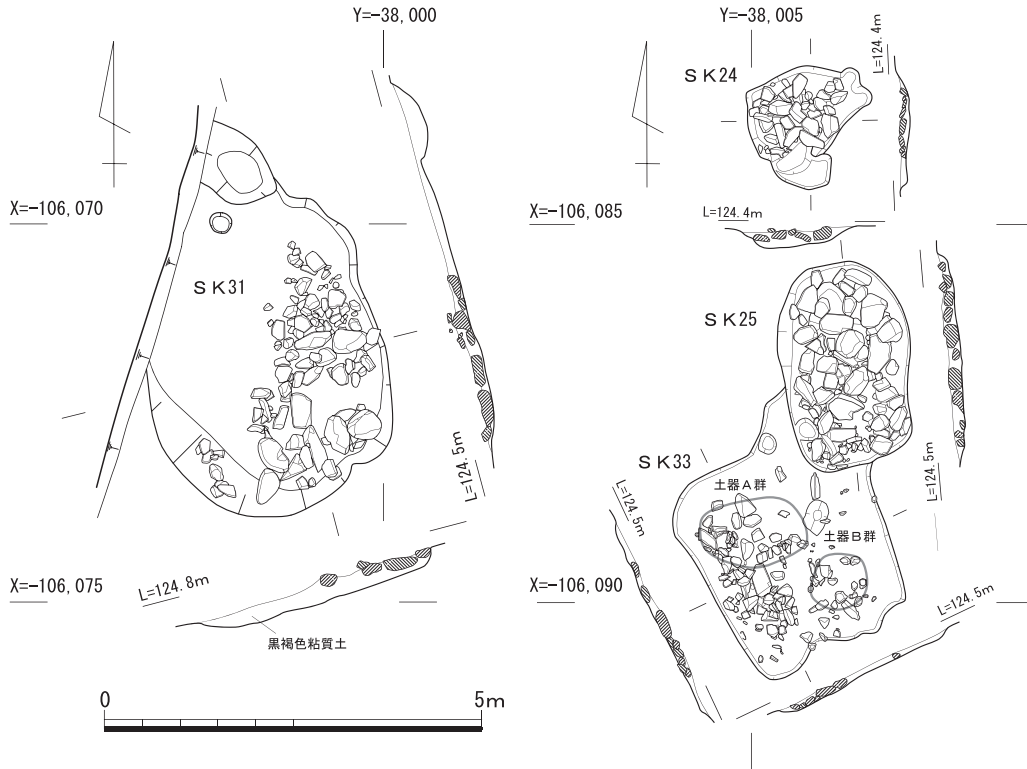 Y=-38,000
Y=-38,005
L=124.4m
SK24
X=-106,070
X=-106,085
L=124.4m
SK31
SK25
SK33
L=124.5m
土器A群
L=124.5m
L=124.5m
土器B群
X=-106,075
L=124.8m
X=-106,090
L=124.5m
黒褐色粘質土
0
5m